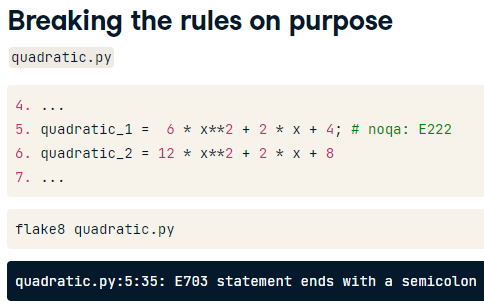 Breaking the rules on purpose
quadratic.py
4. ...
5. quadratic_1 =  6 * x**2 + 2 * x + 4; # noqa: E222
6. quadratic_2 = 12 * x**2 + 2 * x + 8
7. ...
flake8 quadratic.py
quadratic.py:5:35: E703 statement ends with a semicolon